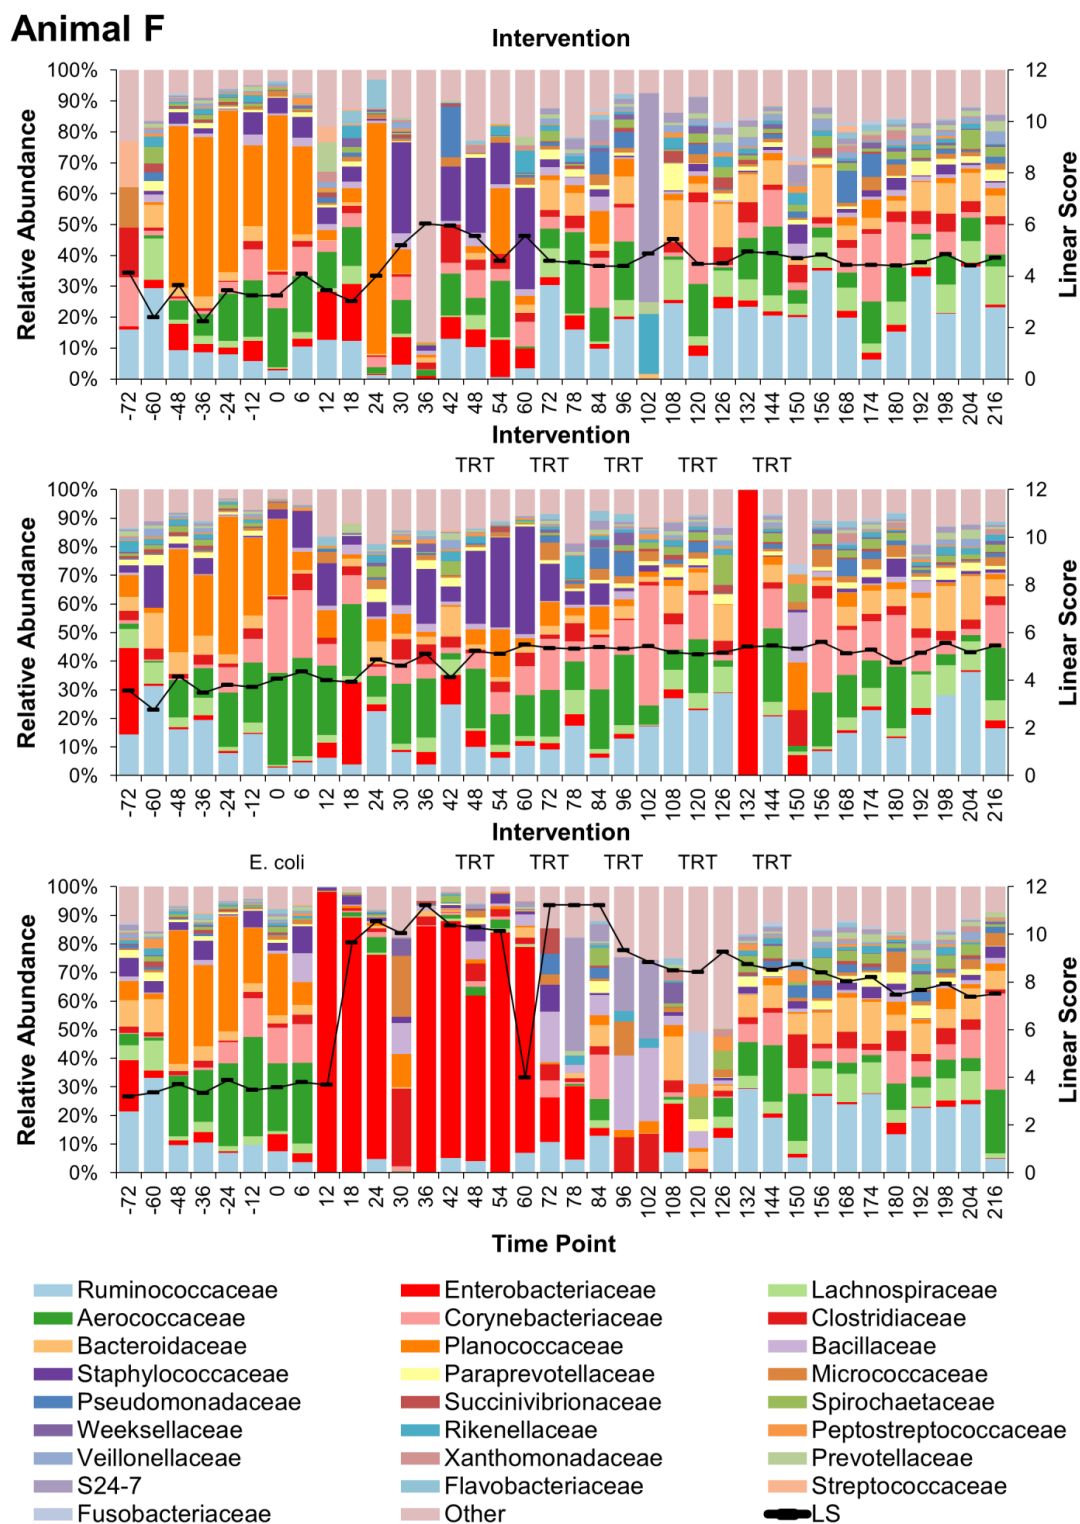 Animal F
Intervention
100% 90% 80% 70% 60% 50% 40% 30% 20% 10% 0%
Relative Abundance
12 10 8 6 4 2 0
Linear Score
-72 -60 -48 -36 -24 -12 0 6 12 18 24 30 36 42 48 54 60 72 78 84 96 102 108 120 126 132 144 150 156 168 174 180 192 198 204 216
Intervention
TRT TRT TRT TRT TRT
100% 90% 80% 70% 60% 50% 40% 30% 20% 10% 0%
Relative Abundance
12 10 8 6 4 2 0
Linear Score
-72 -60 -48 -36 -24 -12 0 6 12 18 24 30 36 42 48 54 60 72 78 84 96 102 108 120 126 132 144 150 156 168 174 180 192 198 204 216
Intervention
E. coli TRT TRT TRT TRT TRT
100% 90% 80% 70% 60% 50% 40% 30% 20% 10% 0%
Relative Abundance
12 10 8 6 4 2 0
Linear Score
-72 -60 -48 -36 -24 -12 0 6 12 18 24 30 36 42 48 54 60 72 78 84 96 102 108 120 126 132 144 150 156 168 174 180 192 198 204 216
Time Point
Ruminococcaceae Enterobacteriaceae Lachnospiraceae
Aerococcaceae Corynebacteriaceae Clostridiaceae
Bacteroidaceae Planococcaceae Bacillaceae
Staphylococcaceae Paraprevotellaceae Micrococcaceae
Pseudomonadaceae Succinivibrionaceae Spirochaetaceae
Weeksellaceae Rikenellaceae Peptostreptococcaceae
Veillonellaceae Xanthomonadaceae Prevotellaceae
S24-7 Flavobacteriaceae Streptococcaceae
Fusobacteriaceae Other LS